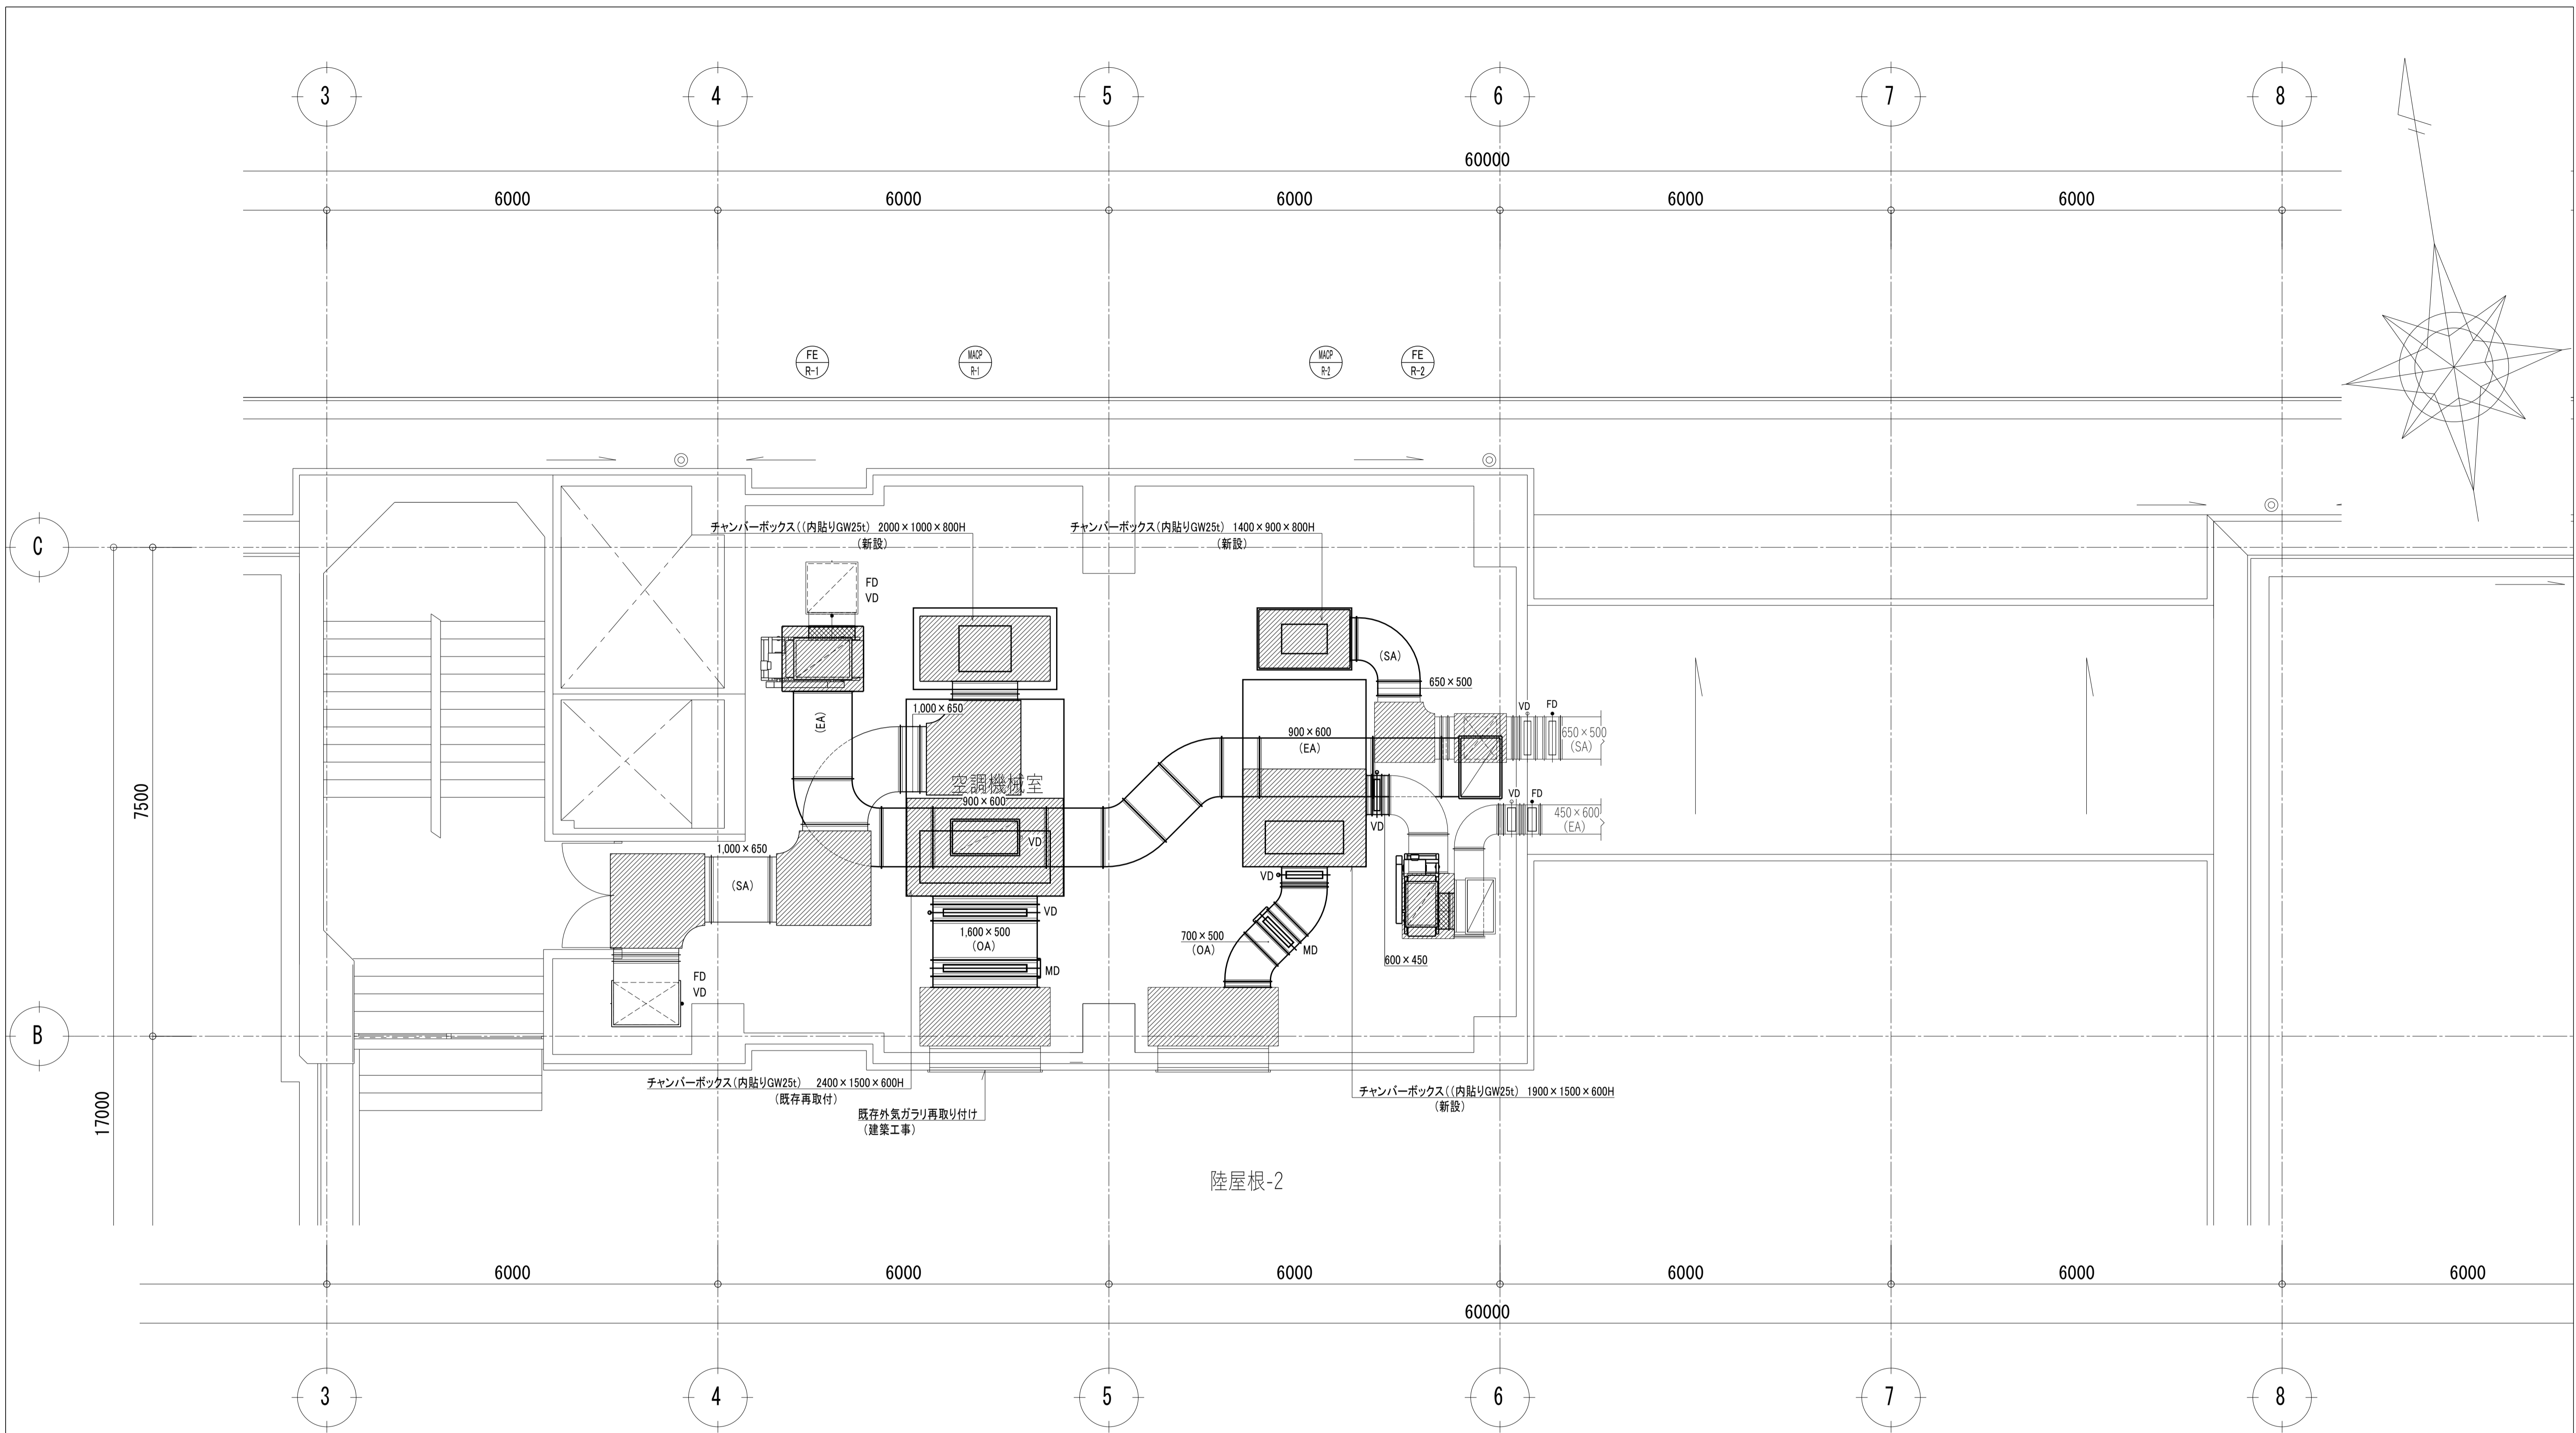 3
4
5
6
7
8
60000
6000
6000
6000
6000
6000
FE
R-1
MACP
R-1
MACP
R-2
FE
R-2
C
チャンバーボックス((内貼りGW25t) 2000×1000×800H
(新設)
チャンバーボックス(内貼りGW25t) 1400×900×800H
(新設)
FD
VD
(SA)
650×500
(EA)
1,000×650
VD
FD
900×600
(EA)
650×500
(SA)
空調機械室
900×600
7500
VD
FD
450×600
(EA)
VD
VD
1,000×650
(SA)
VD
VD
1,600×500
(OA)
700×500
(OA)
MD
600×450
MD
FD
VD
B
チャンバーボックス(内貼りGW25t) 2400×1500×600H
(既存再取付)
チャンバーボックス((内貼りGW25t) 1900×1500×600H
(新設)
既存外気ガラリ再取り付け
(建築工事)
17000
陸屋根-2
6000
6000
6000
6000
6000
6000
60000
3
4
5
6
7
8